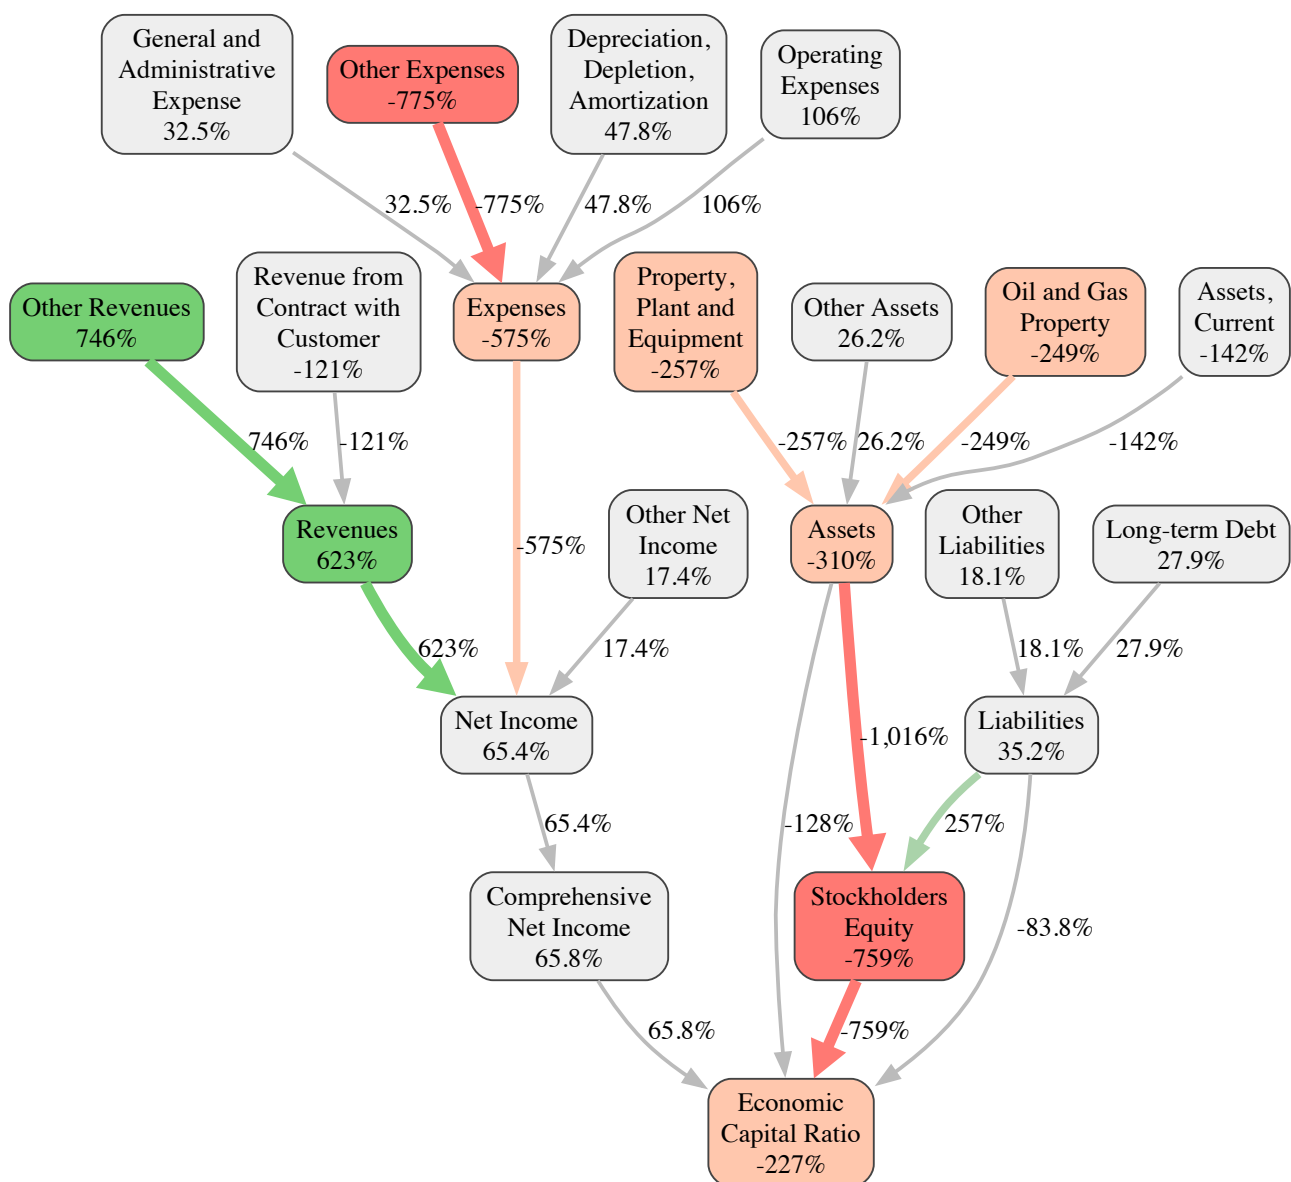 General and
Administrative
Expense
32.5%
Other Expenses
-775%
Depreciation,
Depletion,
Amortization
47.8%
Operating
Expenses
106%
32.5%
-775%
47.8%
106%
Other Revenues
746%
Revenue from
Contract with
Customer
-121%
Expenses
-575%
Property,
Plant and
Equipment
-257%
Other Assets
26.2%
Oil and Gas
Property
-249%
Assets,
Current
-142%
746%
-121%
-257%
26.2%
-249%
-142%
Revenues
623%
-575%
Other Net
Income
17.4%
Assets
-310%
Other
Liabilities
18.1%
Long-term Debt
27.9%
623%
17.4%
18.1%
27.9%
Net Income
65.4%
-1,016%
Liabilities
35.2%
65.4%
-128%
257%
Comprehensive
Net Income
65.8%
Stockholders
Equity
-759%
-83.8%
65.8%
-759%
Economic
Capital Ratio
-227%